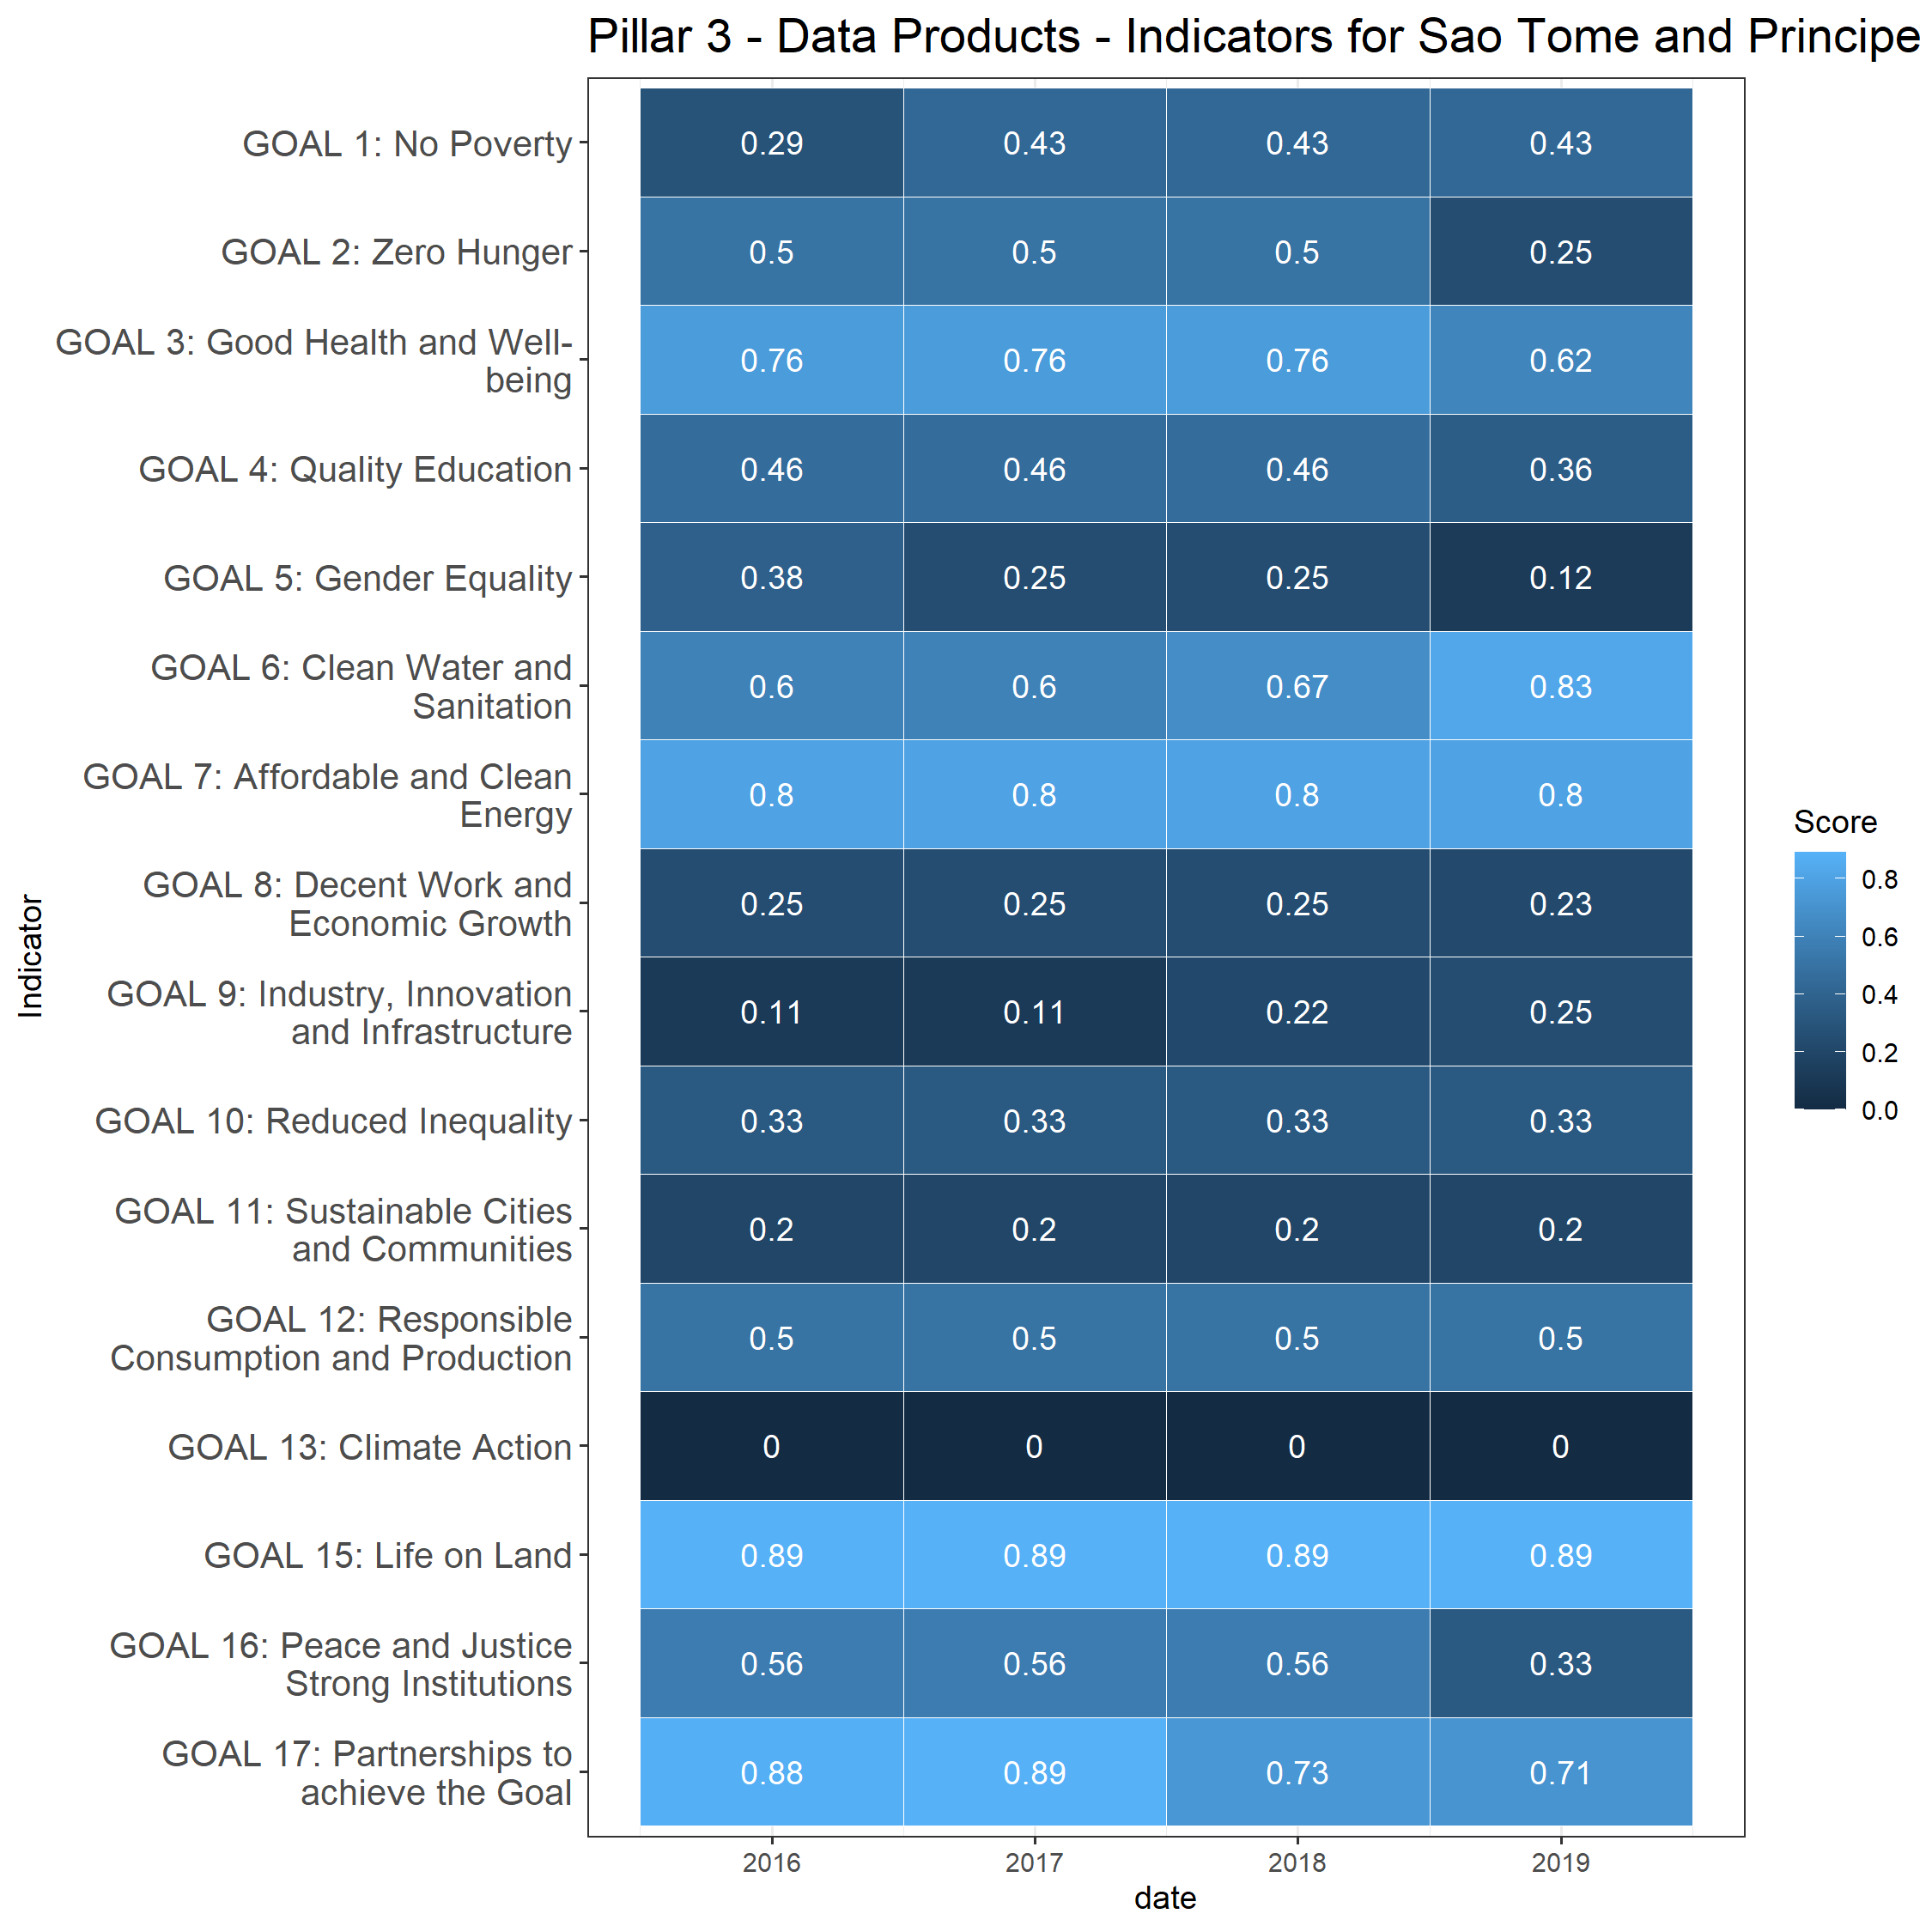 Pillar 3 - Data Products - Indicators for Sao Tome and Principe
GOAL 1: No Poverty
0.29 0.43 0.43 0.43
GOAL 2: Zero Hunger
0.5 0.5 0.5 0.25
GOAL 3: Good Health and Well-
being
0.76 0.76 0.76 0.62
GOAL 4: Quality Education
0.46 0.46 0.46 0.36
GOAL 5: Gender Equality
0.38 0.25 0.25 0.12
GOAL 6: Clean Water and
Sanitation
0.6 0.6 0.67 0.83
GOAL 7: Affordable and Clean
Energy
0.8 0.8 0.8 0.8
GOAL 8: Decent Work and
Economic Growth
0.25 0.25 0.25 0.23
GOAL 9: Industry, Innovation
and Infrastructure
0.11 0.11 0.22 0.25
GOAL 10: Reduced Inequality
0.33 0.33 0.33 0.33
GOAL 11: Sustainable Cities
and Communities
0.2 0.2 0.2 0.2
GOAL 12: Responsible
Consumption and Production
0.5 0.5 0.5 0.5
GOAL 13: Climate Action
0 0 0 0
GOAL 15: Life on Land
0.89 0.89 0.89 0.89
GOAL 16: Peace and Justice
Strong Institutions
0.56 0.56 0.56 0.33
GOAL 17: Partnerships to
achieve the Goal
0.88 0.89 0.73 0.71
2016 2017 2018 2019
date
Indicator
Score
0.8
0.6
0.4
0.2
0.0